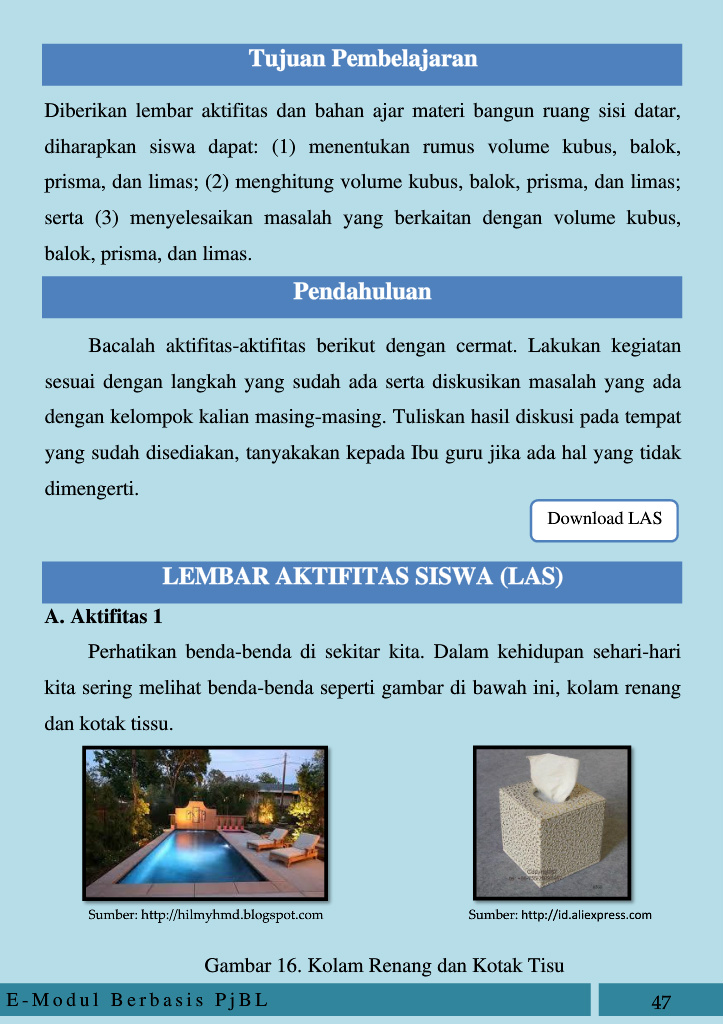 Tujuan Pembelajaran
Diberikan lembar aktifitas dan bahan ajar materi bangun ruang sisi datar,
diharapkan siswa dapat: (1) menentukan rumus volume kubus, balok,
prisma, dan limas; (2) menghitung volume kubus, balok, prisma, dan limas;
serta (3) menyelesaikan masalah yang berkaitan dengan volume kubus,
balok, prisma, dan limas.
Pendahuluan
Bacalah aktifitas-aktifitas berikut dengan cermat. Lakukan kegiatan
sesuai dengan langkah yang sudah ada serta diskusikan masalah yang ada
dengan kelompok kalian masing-masing. Tuliskan hasil diskusi pada tempat
yang sudah disediakan, tanyakakan kepada Ibu guru jika ada hal yang tidak
dimengerti.
Download LAS
LEMBAR AKTIFITAS SISWA (LAS)
A. Aktifitas 1
Perhatikan benda-benda di sekitar kita. Dalam kehidupan sehari-hari
kita sering melihat benda-benda seperti gambar di bawah ini, kolam renang
dan kotak tissu.
Sumber: http://hilmyhmd.blogspot.com
Sumber: http://id.aliexpress.com
Gambar 16. Kolam Renang dan Kotak Tisu
E-Modul Berbasis PjBL
47